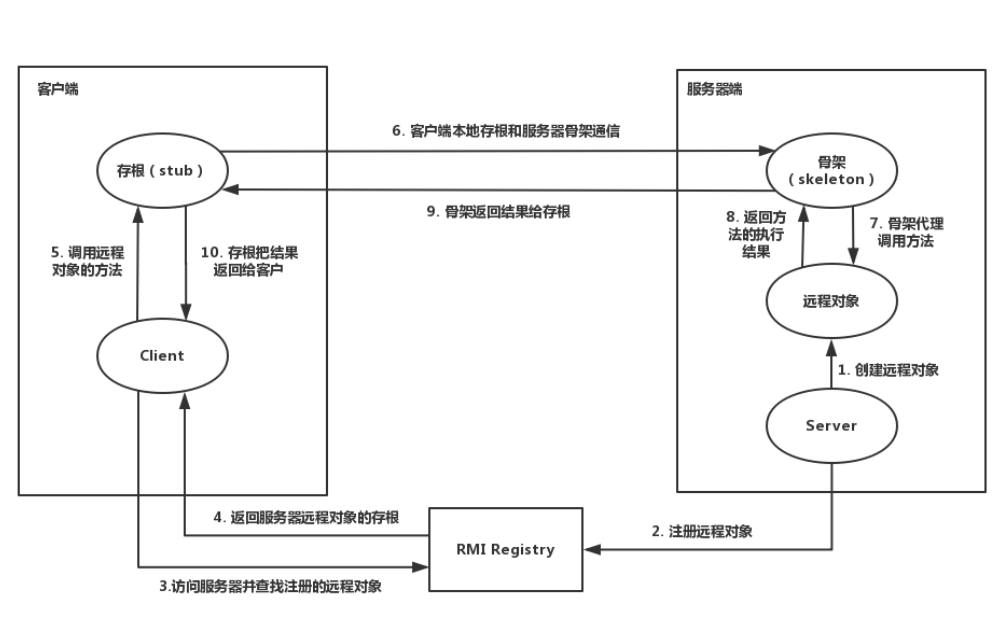 客户端
服务器端
6. 客户端本地存根和服务器骨架通信
存根（stub）
骨架
（skeleton）
9. 骨架返回结果给存根
5. 调用远程
对象的方法
10. 存根把结果
返回给客户
8. 返回方
法的执行
结果
7. 骨架代理
调用方法
远程对象
Client
1. 创建远程对象
Server
4. 返回服务器远程对象的存根
RMI Registry
2. 注册远程对象
3.访问服务器并查找注册的远程对象